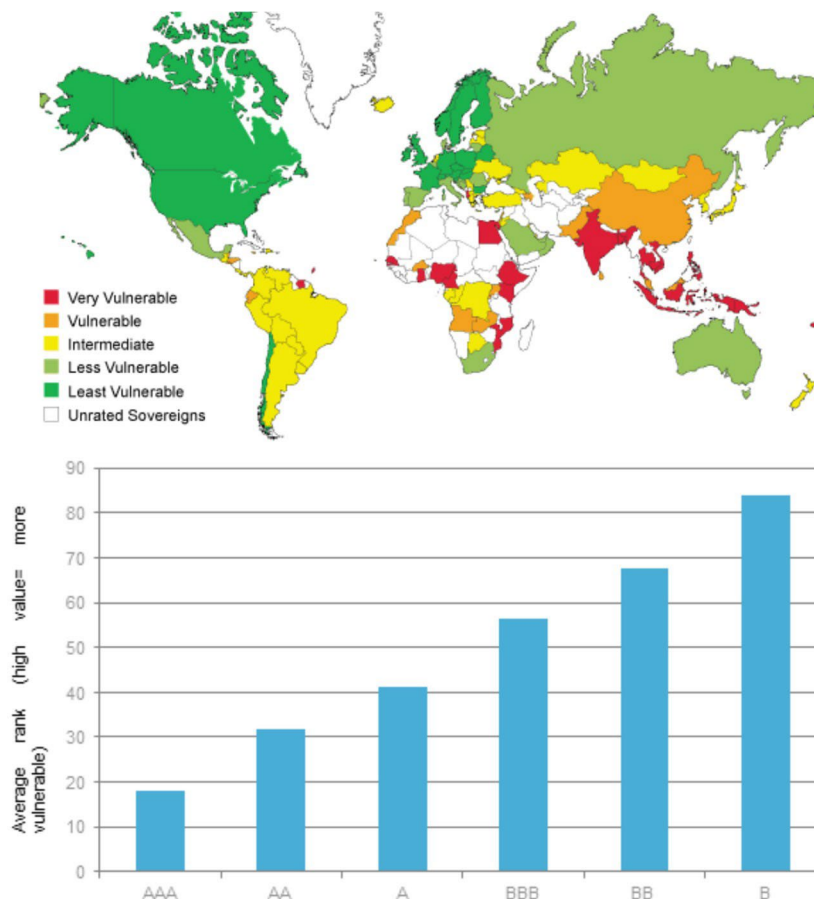 Very Vulnerable
Vulnerable
Intermediate
Less Vulnerable
Least Vulnerable
Unrated Sovereigns
Average rank (high value= more
vulnerable)
90
80
70
60
50
40
30
20
10
0
AAA AA A BBB BB B